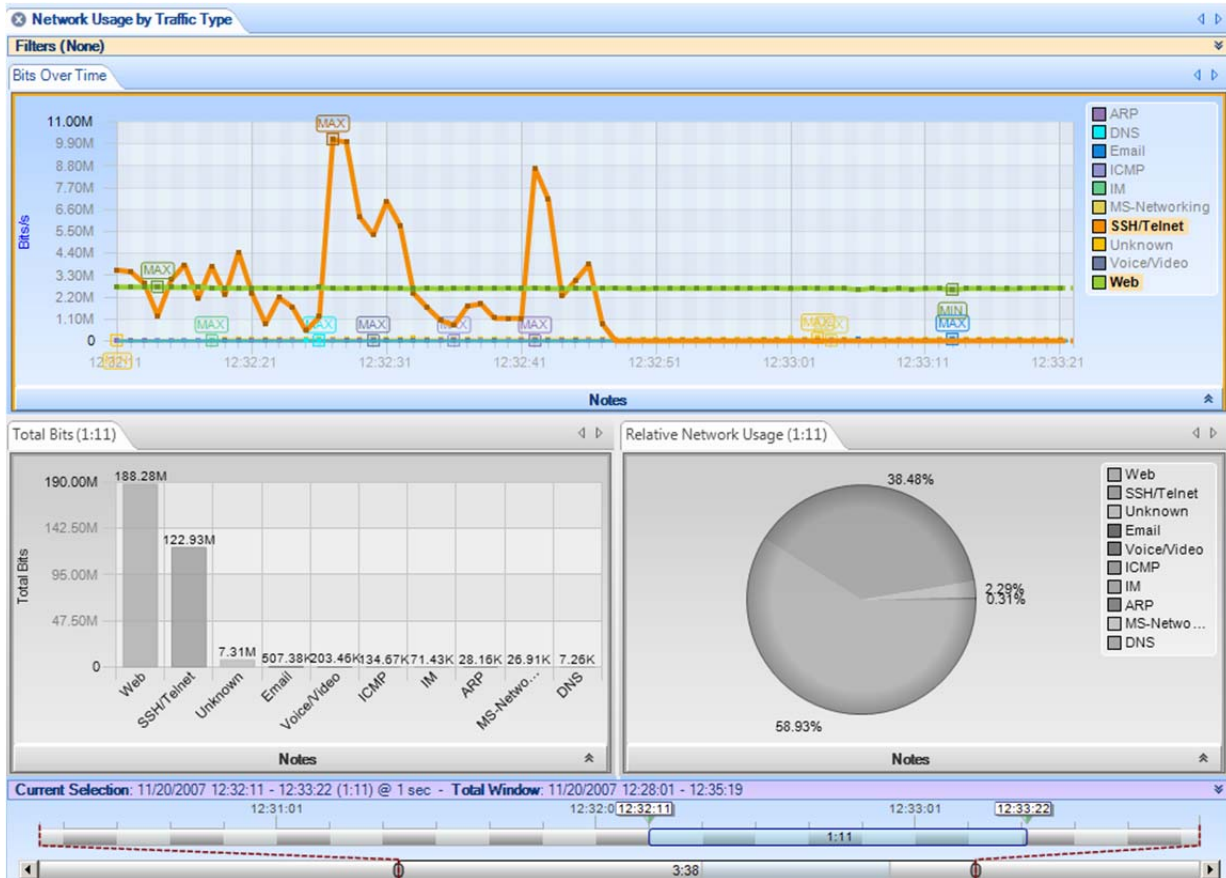 Network Usage by Traffic Type
Filters (None)
Bits Over Time
11.00M
9.90M
8.80M
7.70M
6.60M
5.50M
4.40M
3.30M
2.20M
1.10M
0
Bits/s
MAX
MAX
MAX
MAX
MAX
MAX
MAX
MAX
MIN
MAX
12:32:21
12:32:31
12:32:41
12:32:51
12:33:01
12:33:11
12:33:21
ARP
DNS
Email
ICMP
IM
MS-Networking
SSH/Telnet
Unknown
Voice/Video
Web
Notes
Total Bits (1:11)
190.00M
142.50M
95.00M
47.50M
0
Total Bits
188.28M
122.93M
7.31M
507.38K
203.46K
134.67K
71.43K
28.16K
26.91K
7.26K
Web
SSH/Telnet
Unknown
Email
Voice/Video
ICMP
IM
ARP
MS-Netwo...
DNS
Notes
Relative Network Usage (1:11)
38.48%
2.29%
0.31%
58.93%
Web
SSH/Telnet
Unknown
Email
Voice/Video
ICMP
IM
ARP
MS-Netwo ...
DNS
Notes
Current Selection: 11/20/2007 12:32:11 - 12:33:22 (1:11) @ 1 sec - Total Window: 11/20/2007 12:28:01 - 12:35:19
12:31:01
12:32:0
12:32:11
12:33:01
12:33:22
1:11
3:38